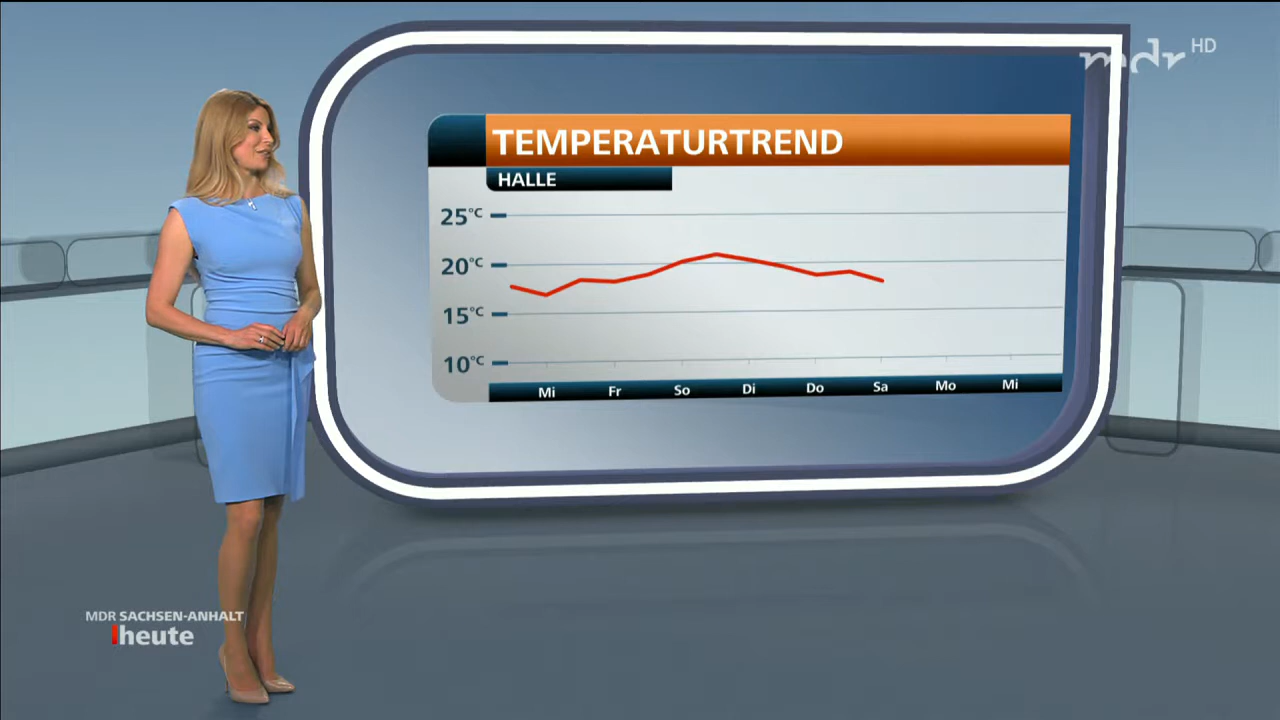 mdr HD
TEMPERATURTREND
HALLE
25°C
20°C
15°C
10°C
Mi Fr So Di Do Sa Mo Mi
MDR SACHSEN-ANHALT
heute